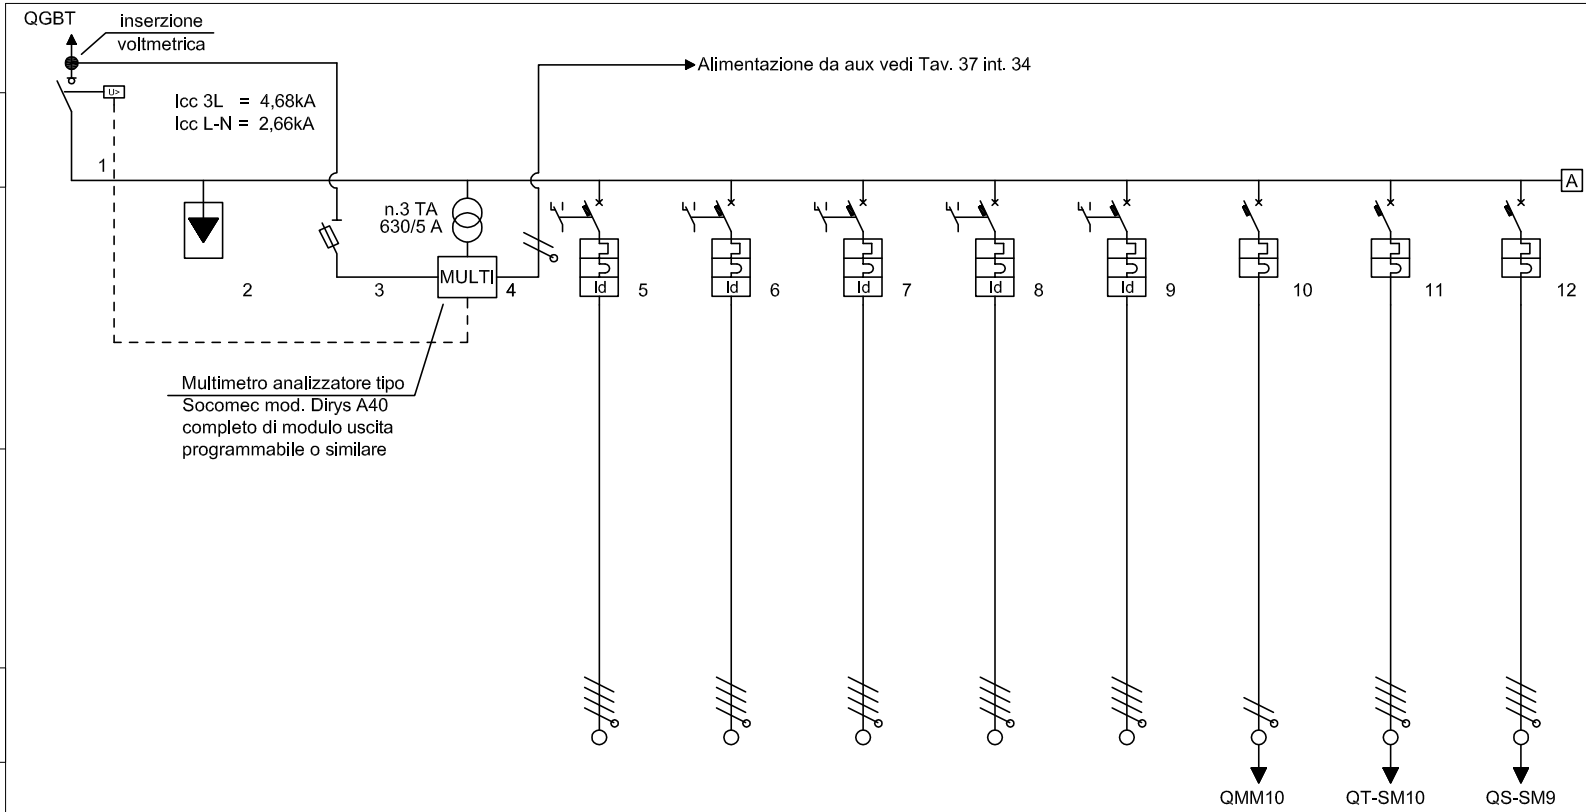 QGBT
inserzione
voltmetrica
U>
Icc 3L = 4,68kA
Icc L-N = 2,66kA
Alimentazione da aux vedi Tav. 37 int. 34
1
A
n.3 TA
630/5 A
MULTI
2
3
4
Id
5
Id
6
Id
7
Id
8
Id
9
10
11
12
Multimetro analizzatore tipo
Socomec mod. Dirys A40
completo di modulo uscita
programmabile o similare
QMM10
QT-SM10
QS-SM9